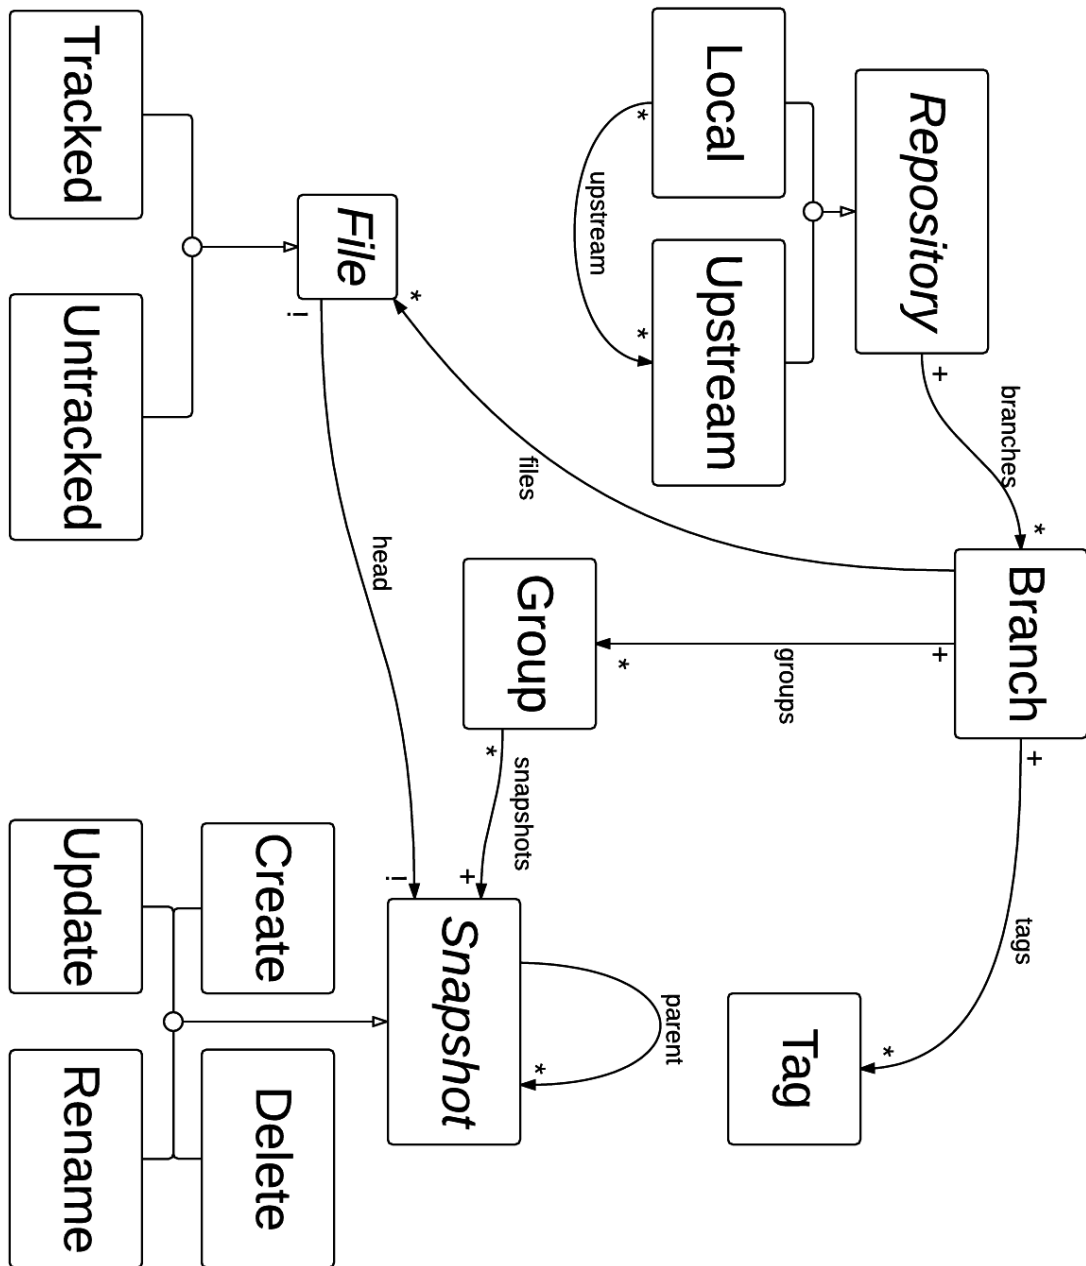 Branch
*
+
tags
branches
+
+
Repository
*
Tag
groups
Local
Upstream
parent
*
*
*
upstream
*
Group
files
snapshots
*
+
Snapshot
*
!
head
File
!
Create
Delete
Tracked
Untracked
Update
Rename